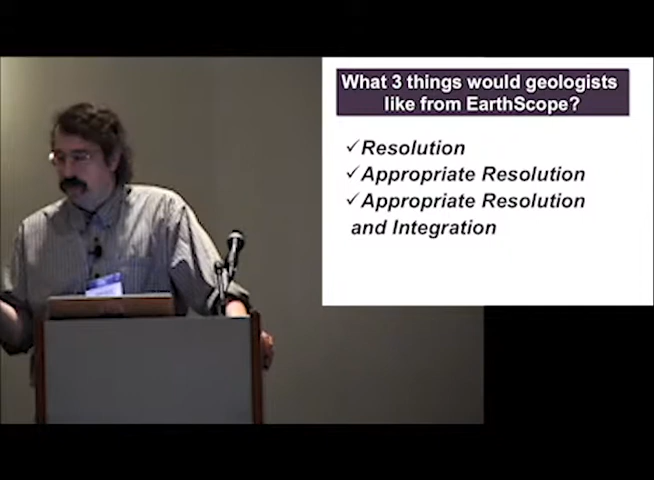 What 3 things would geologists
like from EarthScope?
✓Resolution
✓Appropriate Resolution
✓Appropriate Resolution
and Integration